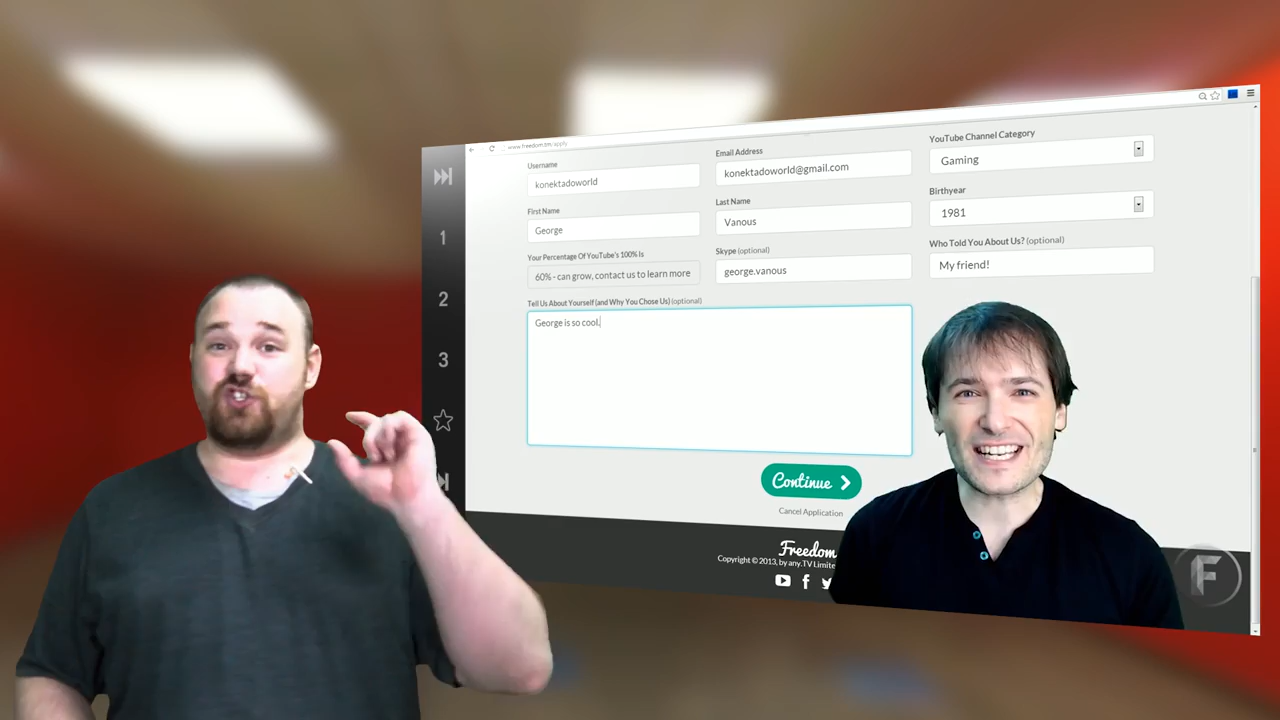 www.freedom.tm/apply
1
2
3
Username
konektadoworld
Email Address
konektadoworld@gmail.com
YouTube Channel Category
Gaming
First Name
George
Last Name
Vanous
Birthyear
1981
Your Percentage Of YouTube's 100% Is
60% - can grow, contact us to learn more
Skype (optional)
george.vanous
Who Told You About Us? (optional)
My friend!
Tell Us About Yourself (and Why You Chose Us) (optional)
George is so cool.
Continue
Cancel Application
Freedom
Copyright © 2013, by any.TV Limite
F